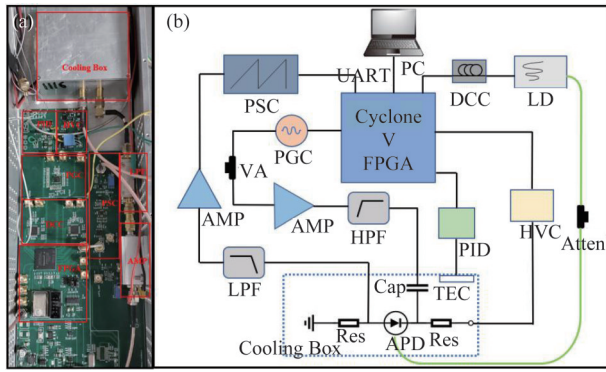 (a)
Cooling Box
(b)
UART
PC
PSC
DCC
LD
Cyclone
V
FPGA
PGC
VA
AMP
AMP
HPF
PID
HVC
Atten
LPF
Cap
TEC
Res
APD
Res
Cooling Box